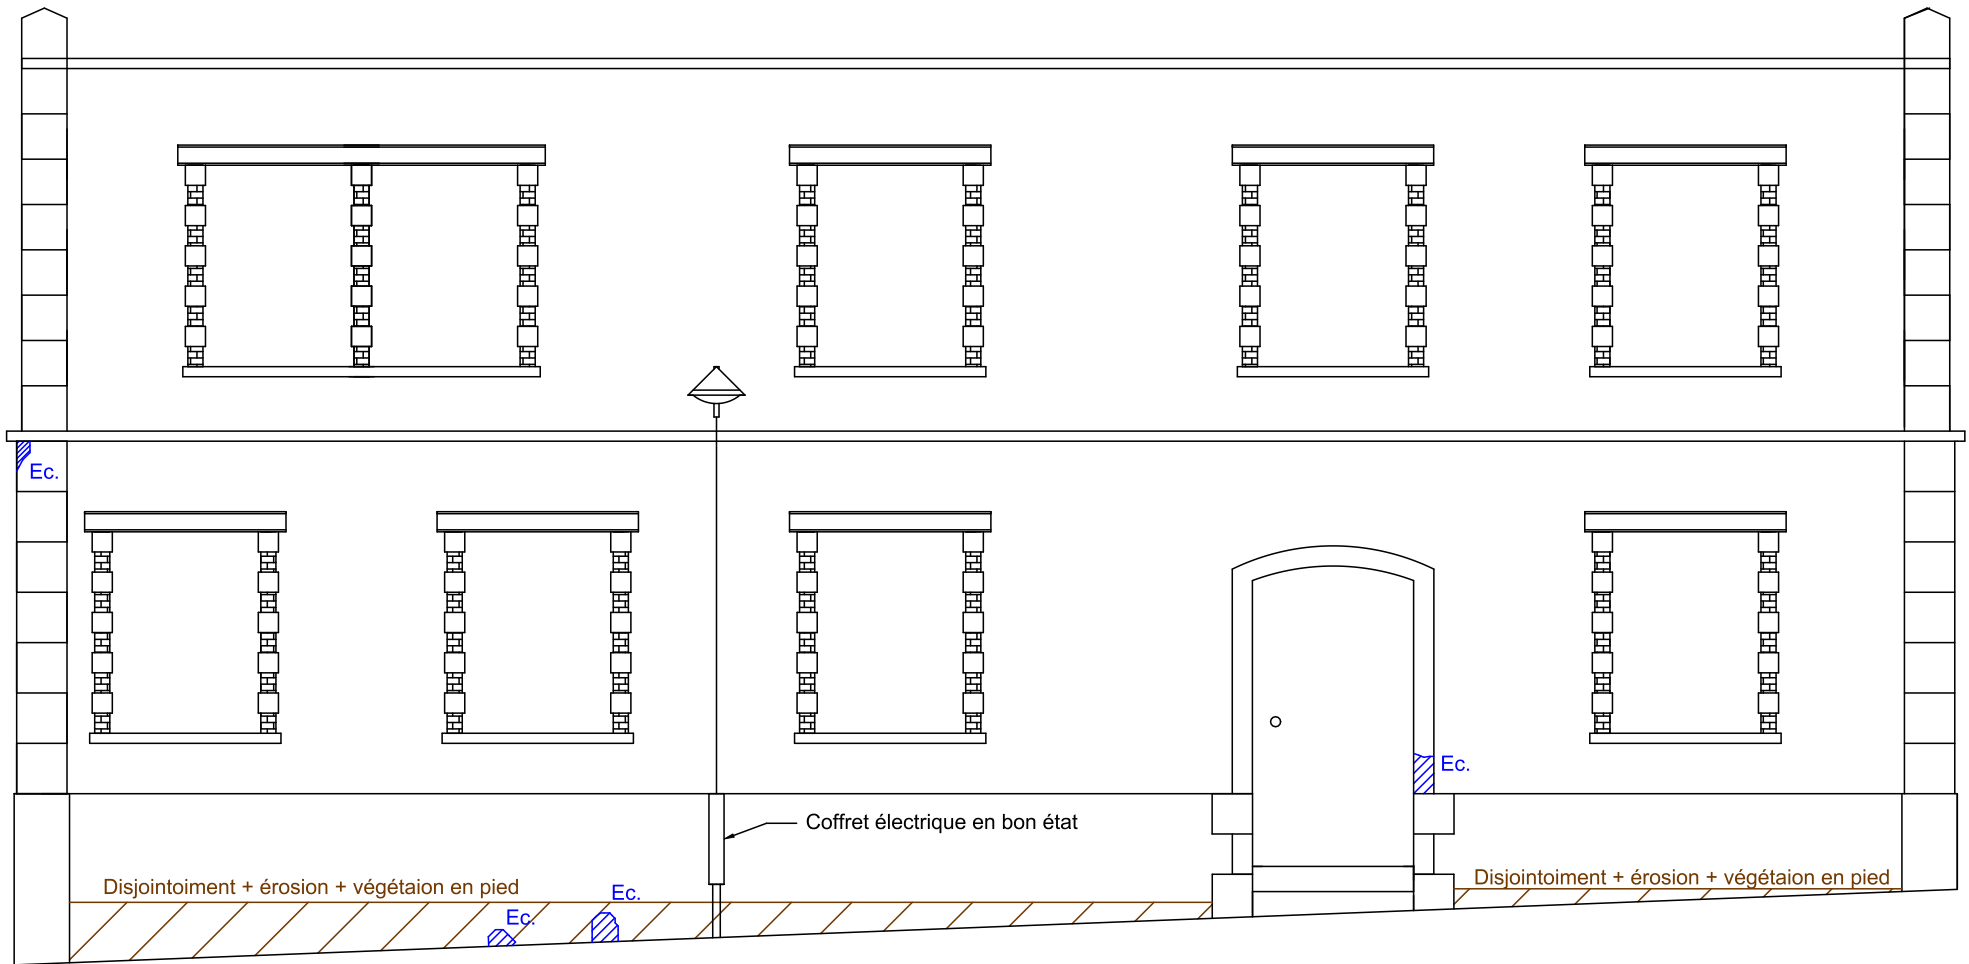 Ec.
Ec.
Coffret électrique en bon état
Disjointoiment + érosion + végétaion en pied
Ec.
Ec.
Disjointoiment + érosion + végétaion en pied